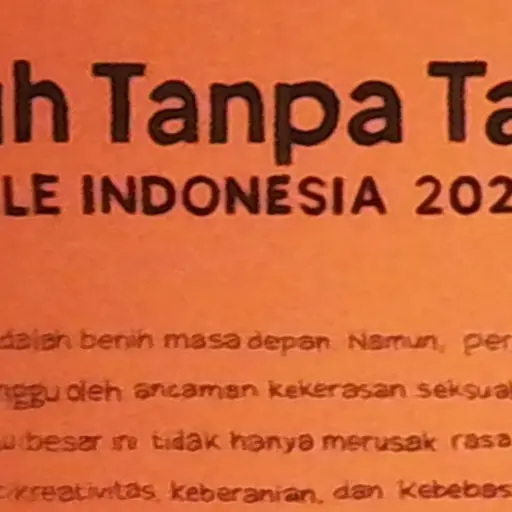 uh Tanpa Ta
LE INDONESIA 202
dalah benih masa depan Namun, per
nggu oleh ancaman kekerasan seksual
u besar ini tidak hanya merusak rasa
kreativitas, keberanian, dan kebebas